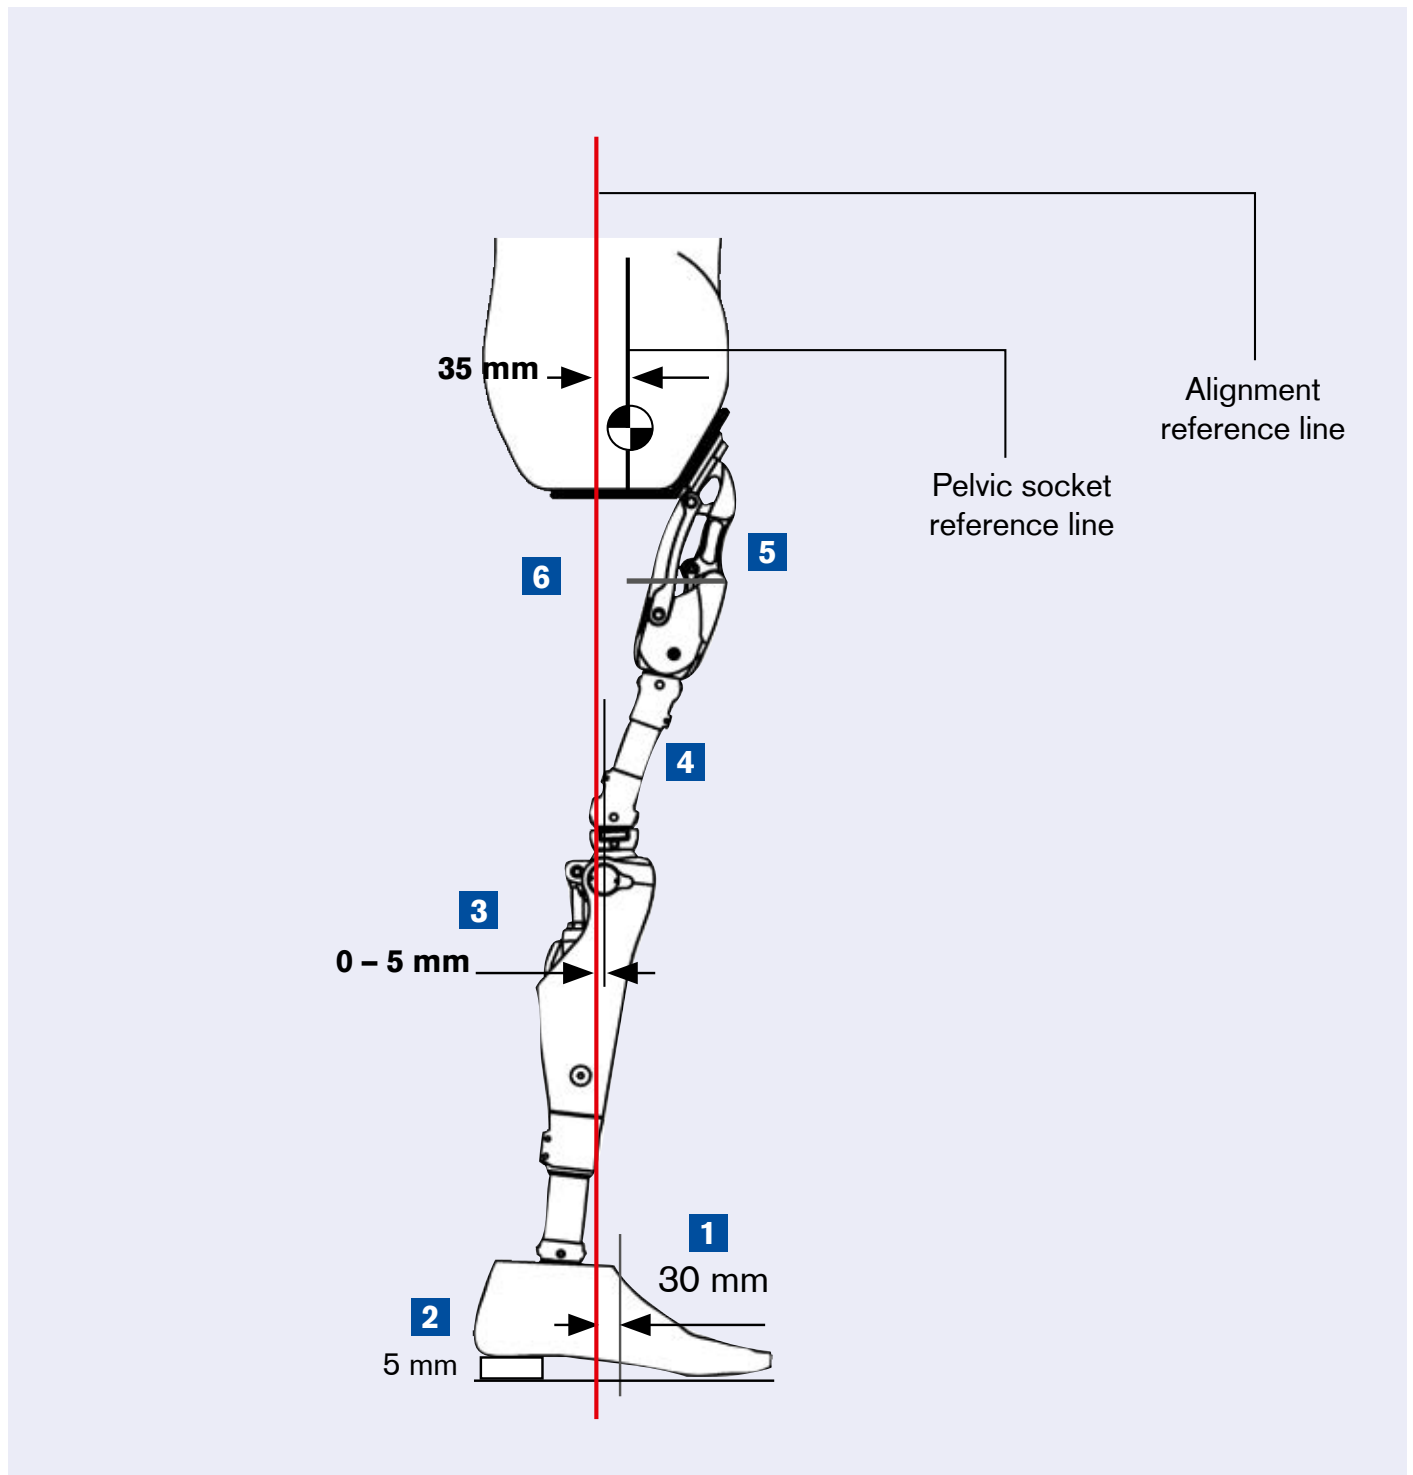 35 mm
Alignment
reference line
Pelvic socket
reference line
5
6
4
3
0 – 5 mm
1
30 mm
2
5 mm